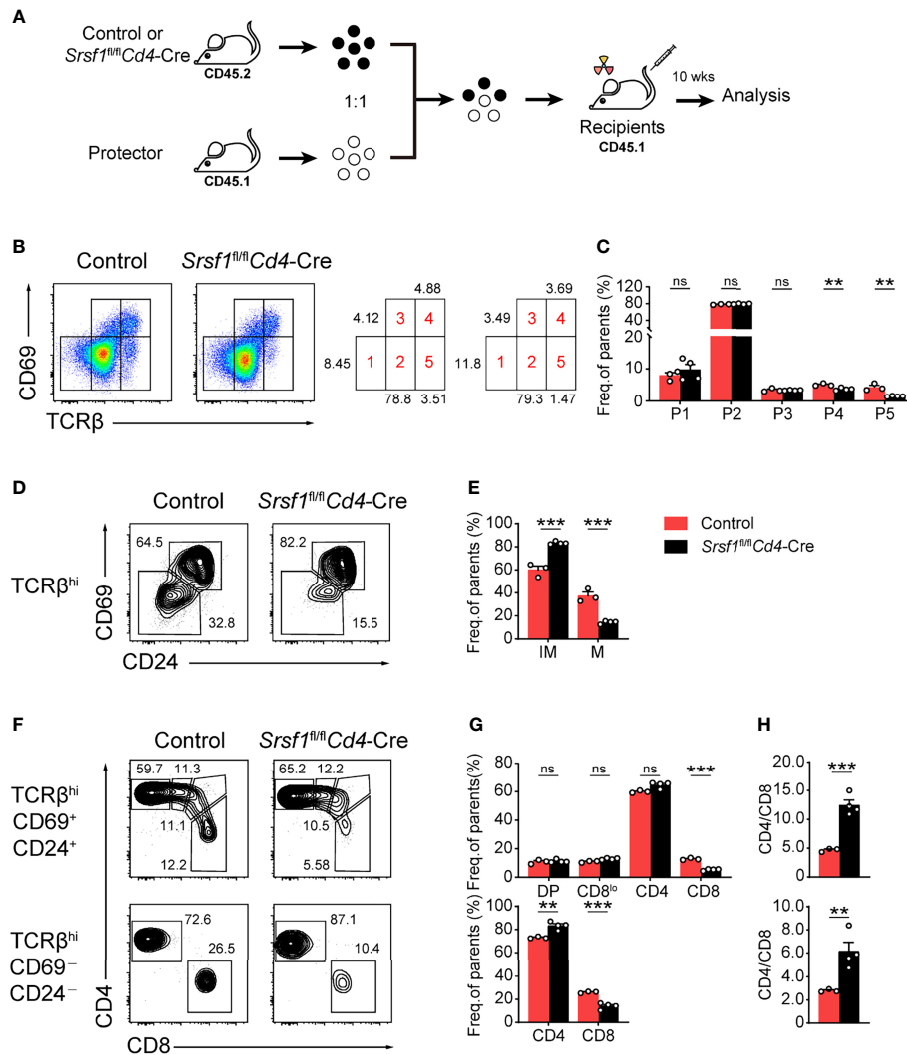 A
Control or
Srsf1fl/flCd4-Cre
CD45.2
1:1
Protector
CD45.1
10 wks
Analysis
Recipients
CD45.1
B
Control
Srsf1fl/flCd4-Cre
CD69
TCRβ
4.88
4.12
3
4
8.45
1
2
5
78.8
3.51
3.69
3.49
3
4
11.8
1
2
5
79.3
1.47
C
Freq.of parents (%)
120
80
40
20
10
0
ns
ns
ns
**
**
P1
P2
P3
P4
P5
D
Control
Srsf1fl/flCd4-Cre
TCRβhi
CD69
CD24
64.5
32.8
82.2
15.5
E
Freq.of parents (%)
100
80
60
40
20
0
***
***
IM
M
Control
Srsf1fl/flCd4-Cre
F
Control
Srsf1fl/flCd4-Cre
TCRβhi
CD69+
CD24+
59.7
11.3
11.1
12.2
65.2
12.2
10.5
5.58
TCRβhi
CD69−
CD24−
72.6
26.5
87.1
10.4
CD4
CD8
G
Freq.of parents(%)
80
60
40
20
0
ns
ns
ns
***
DP
CD8lo
CD4
CD8
Freq.of parents (%)
100
80
60
40
20
0
**
***
CD4
CD8
H
CD4/CD8
20.0
15.0
10.0
5.0
0
***
CD4/CD8
10.0
8.0
6.0
4.0
2.0
0
**